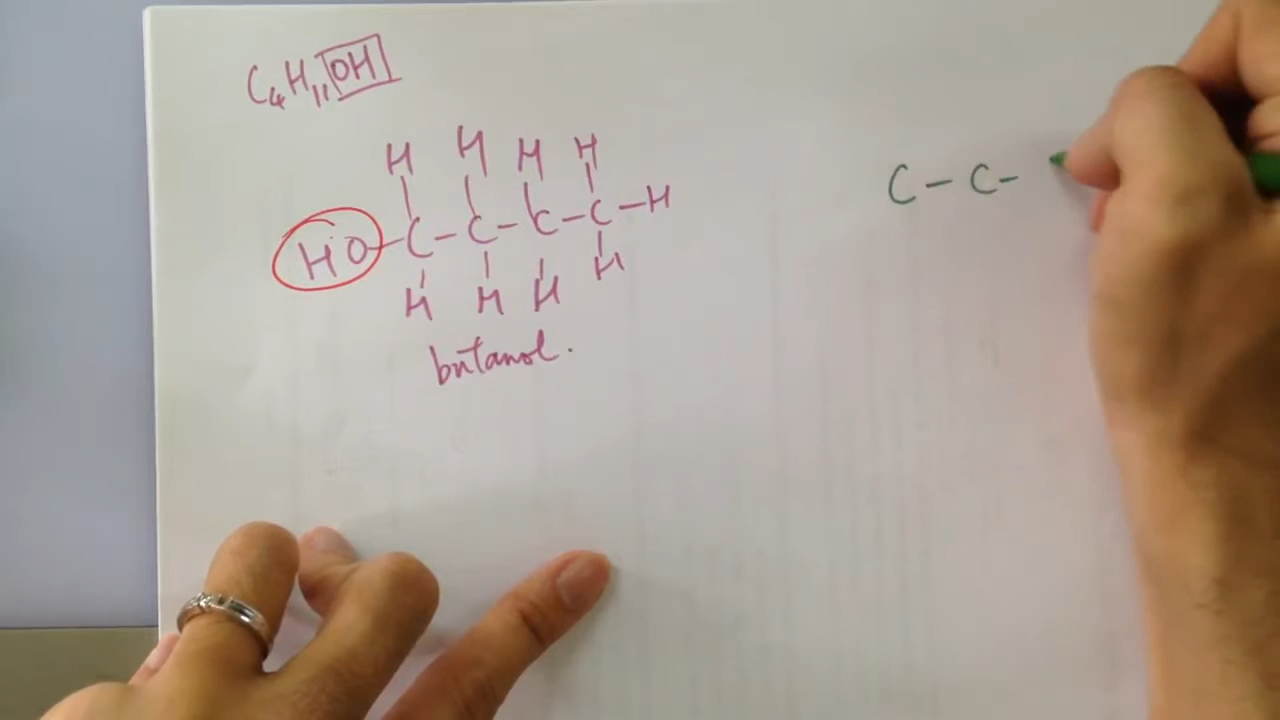 C₄H₁₁OH
H H H H
HO-C-C-C-C-H
H H H H
butanol.
C-C-